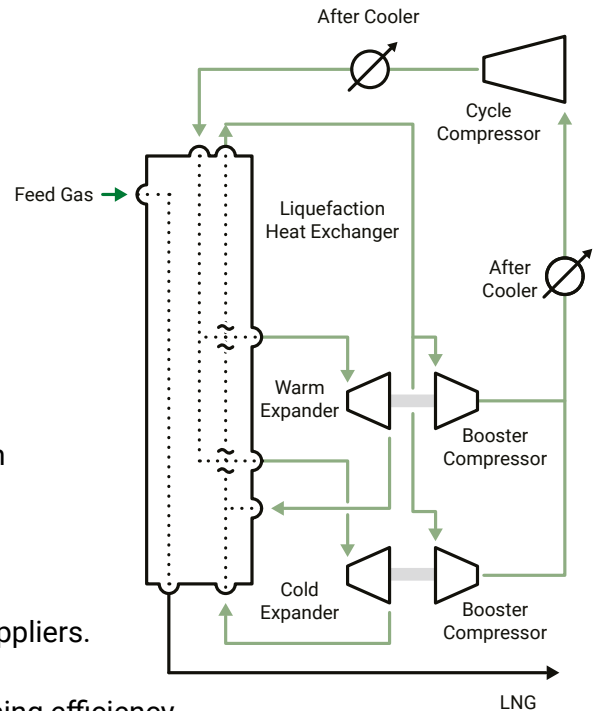 After Cooler
Cycle
Compressor
Feed Gas
Liquefaction
Heat Exchanger
After
Cooler
Warm
Expander
Booster
Compressor
Cold
Expander
Booster
Compressor
ppliers.
LNG